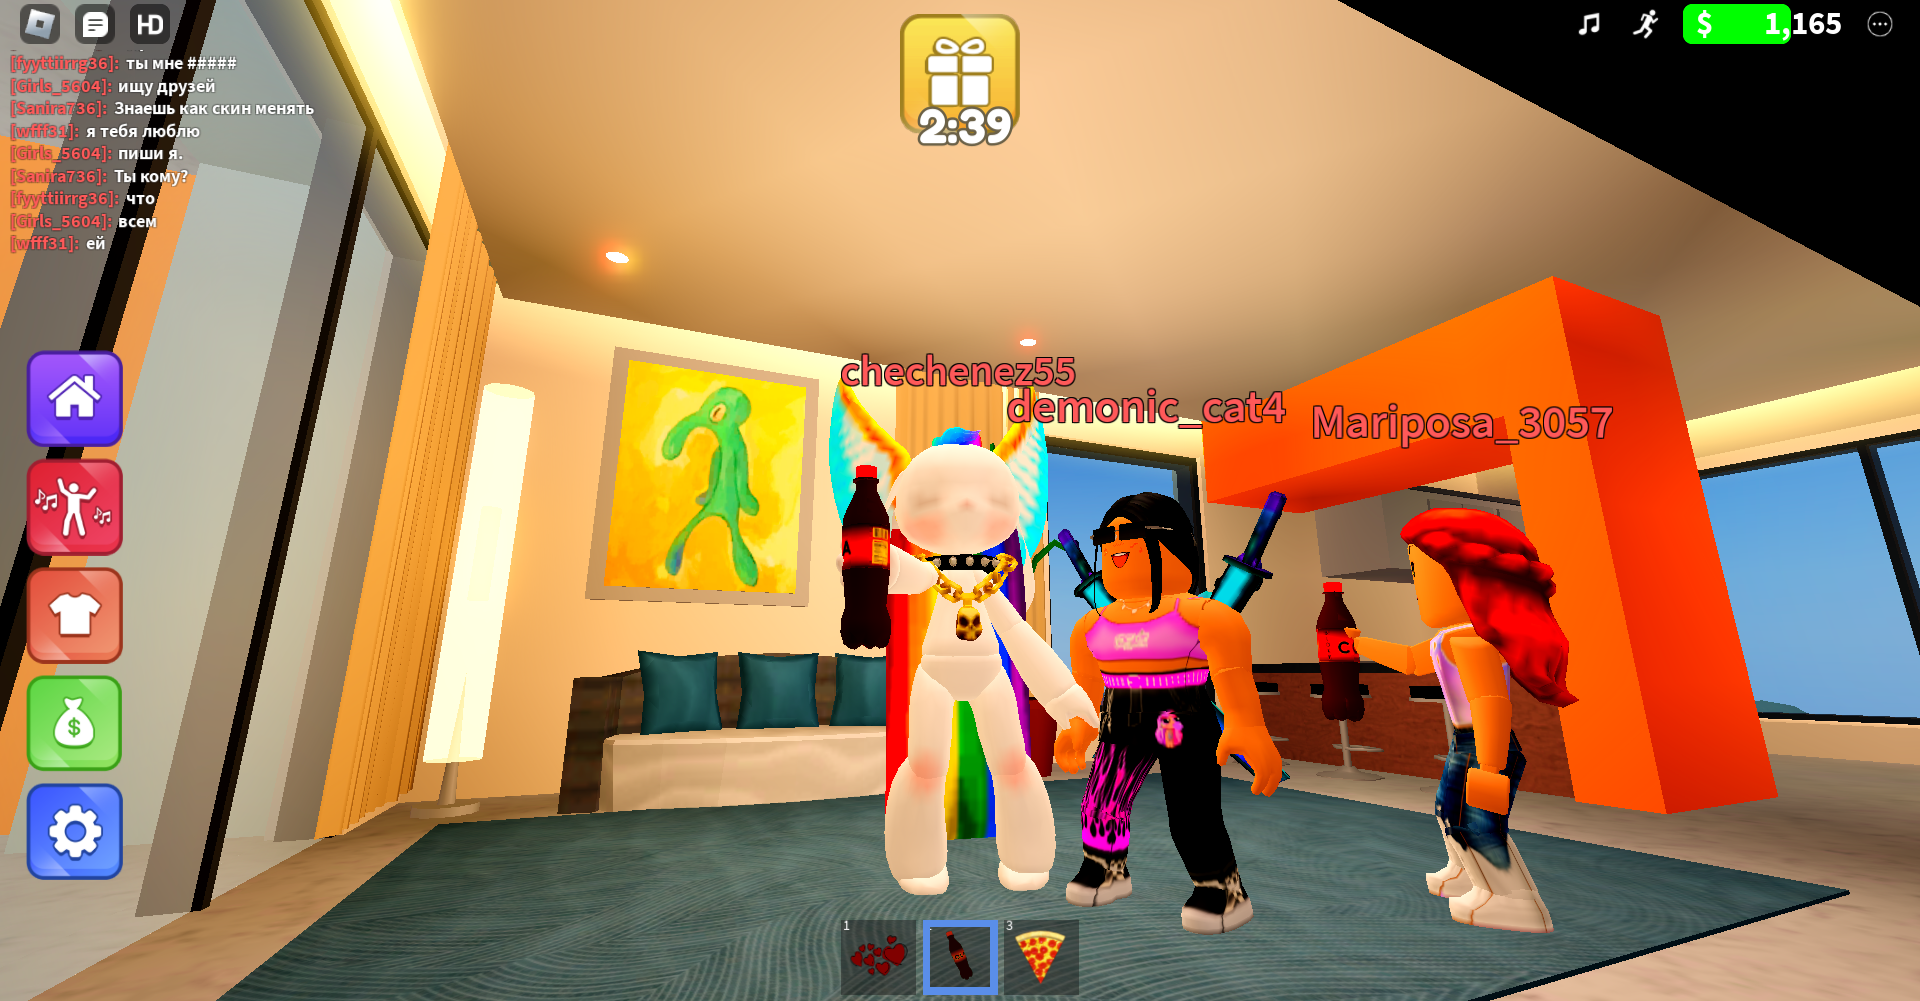 HD
$ 1,165
[fyyttiirrg36]: ты мне #####
[Girls_5604]: ищу друзей
[Sanira736]: Знаешь как скин менять
[wfff31]: я тебя люблю
[Girls_5604]: пиши я.
[Sanira736]: Ты кому?
[fyyttiirrg36]: что
[Girls_5604]: всем
[wfff31]: ей
2:39
chechenez55
demonic_cat4
Mariposa_3057
$
1
3